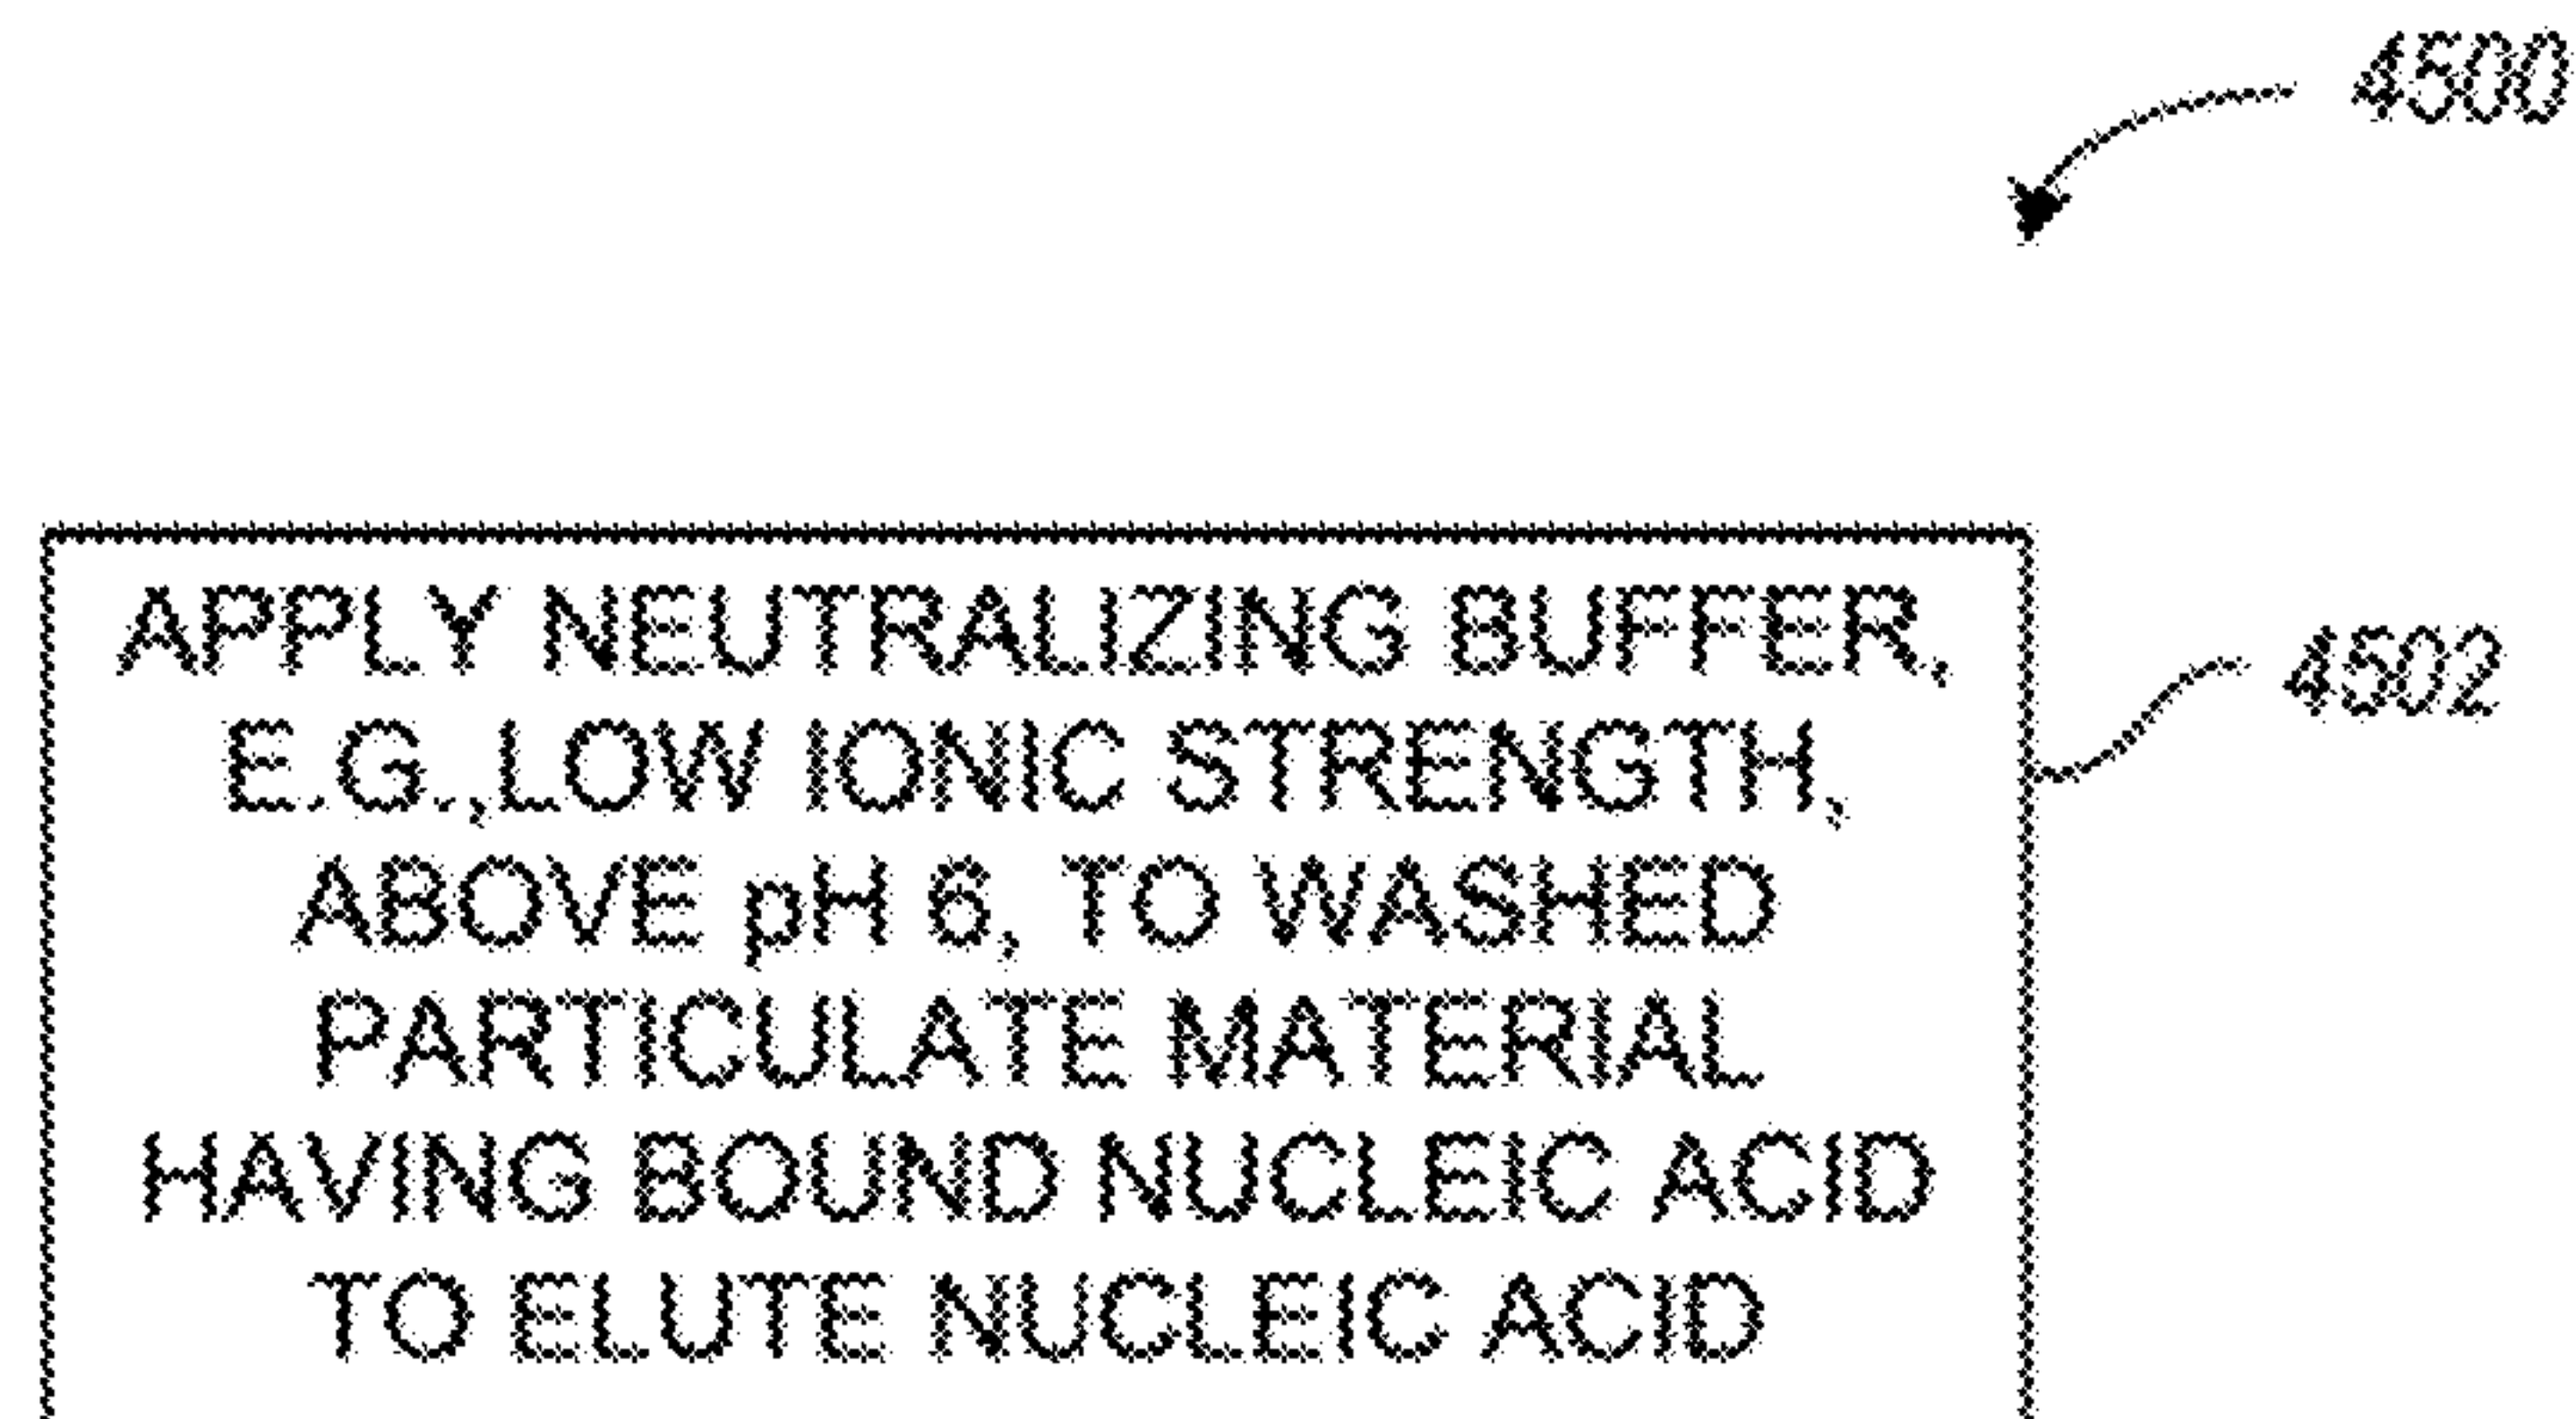 4500
APPLY NEUTRALIZING BUFFER,
E.G.,LOW IONIC STRENGTH,
4502
ABOVE pH 6, TO WASHED
PARTICULATE MATERIAL
HAVING BOUND NUCLEIC ACID
TO ELUTE NUCLEIC ACID